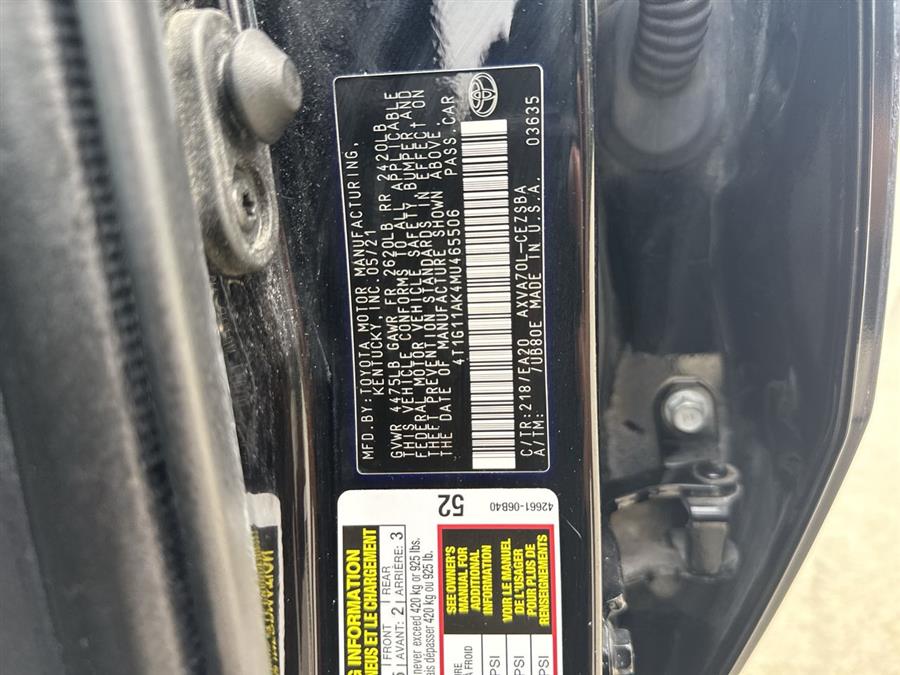 MFD.BY: TOYOTA MOTOR MANUFACTURING,
KENTUCKY, INC. 05/21
GVWR 4475LB GAWR FR 2620LB RR 2420LB
THIS VEHICLE CONFORMS TO ALL APPLICABLE
FEDERAL MOTOR VEHICLE SAFETY, BUMPER AND
THEFT PREVENTION STANDARDS IN EFFECT ON
THE DATE OF MANUFACTURE SHOWN ABOVE.
4T1G11AK4MU465506 PASS.CAR
C/TR:218/EA20 AXVA70L-CEZSBA
A/TM: /UB80E MADE IN U.S.A. 03635
52
42661-06B40
INFORMATION
NEUS ET LE CHARGEMENT
FRONT REAR
AVANT: 2 ARRIÈRE: 3
never exceed 420 kg or 925 lbs.
dépasser 420 kg ou 925 lb.
SEE OWNER'S
MANUAL FOR
ADDITIONAL
INFORMATION
VOIR LE MANUEL
DE L'USAGER
POUR PLUS DE
RENSEIGNEMENTS
PSI
PSI